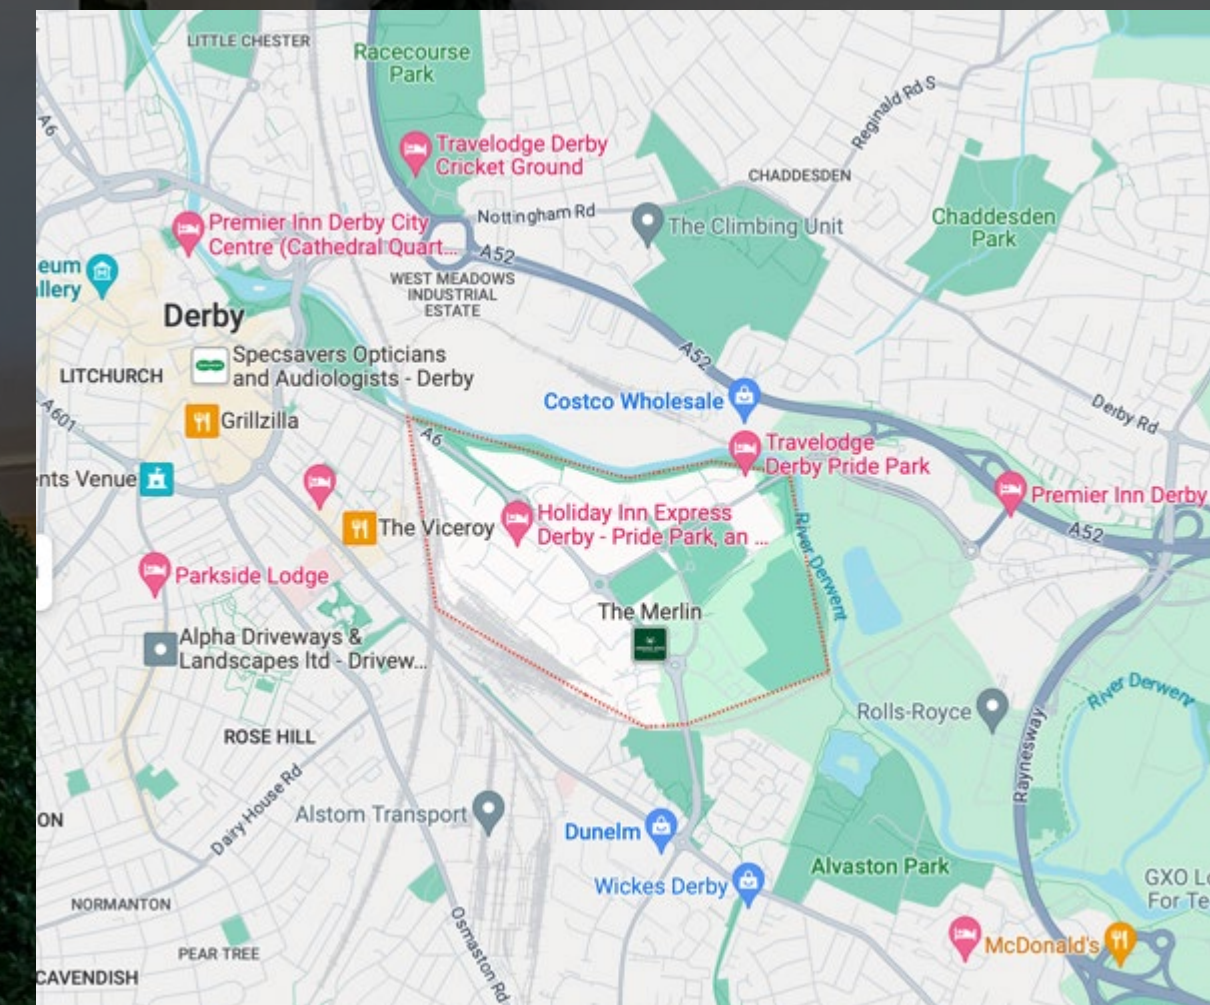 LITTLE CHESTER
Racecourse
Park
A6
Reginald Rd S
Travelodge Derby
Cricket Ground
CHADDESDEN
Nottingham Rd
The Climbing Unit
Chaddesden
Park
Premier Inn Derby City
Centre (Cathedral Quart...
A52
eum
llery
WEST MEADOWS
INDUSTRIAL
ESTATE
Derby
A52
Specsavers Opticians
and Audiologists - Derby
LITCHURCH
Costco Wholesale
Derby Rd
A601
Grillzilla
A6
Travelodge
Derby Pride Park
nts Venue
Premier Inn Derby
Holiday Inn Express
Derby - Pride Park, an ...
The Viceroy
A52
River Derwent
Parkside Lodge
The Merlin
Alpha Driveways &
Landscapes ltd - Drivew...
River Derwent
Rolls-Royce
ROSE HILL
Raynesway
Dairy House Rd
Alstom Transport
ON
Dunelm
Alvaston Park
Wickes Derby
GXO Lo
For Te
NORMANTON
Osmaston Rd
PEAR TREE
McDonald's
CAVENDISH